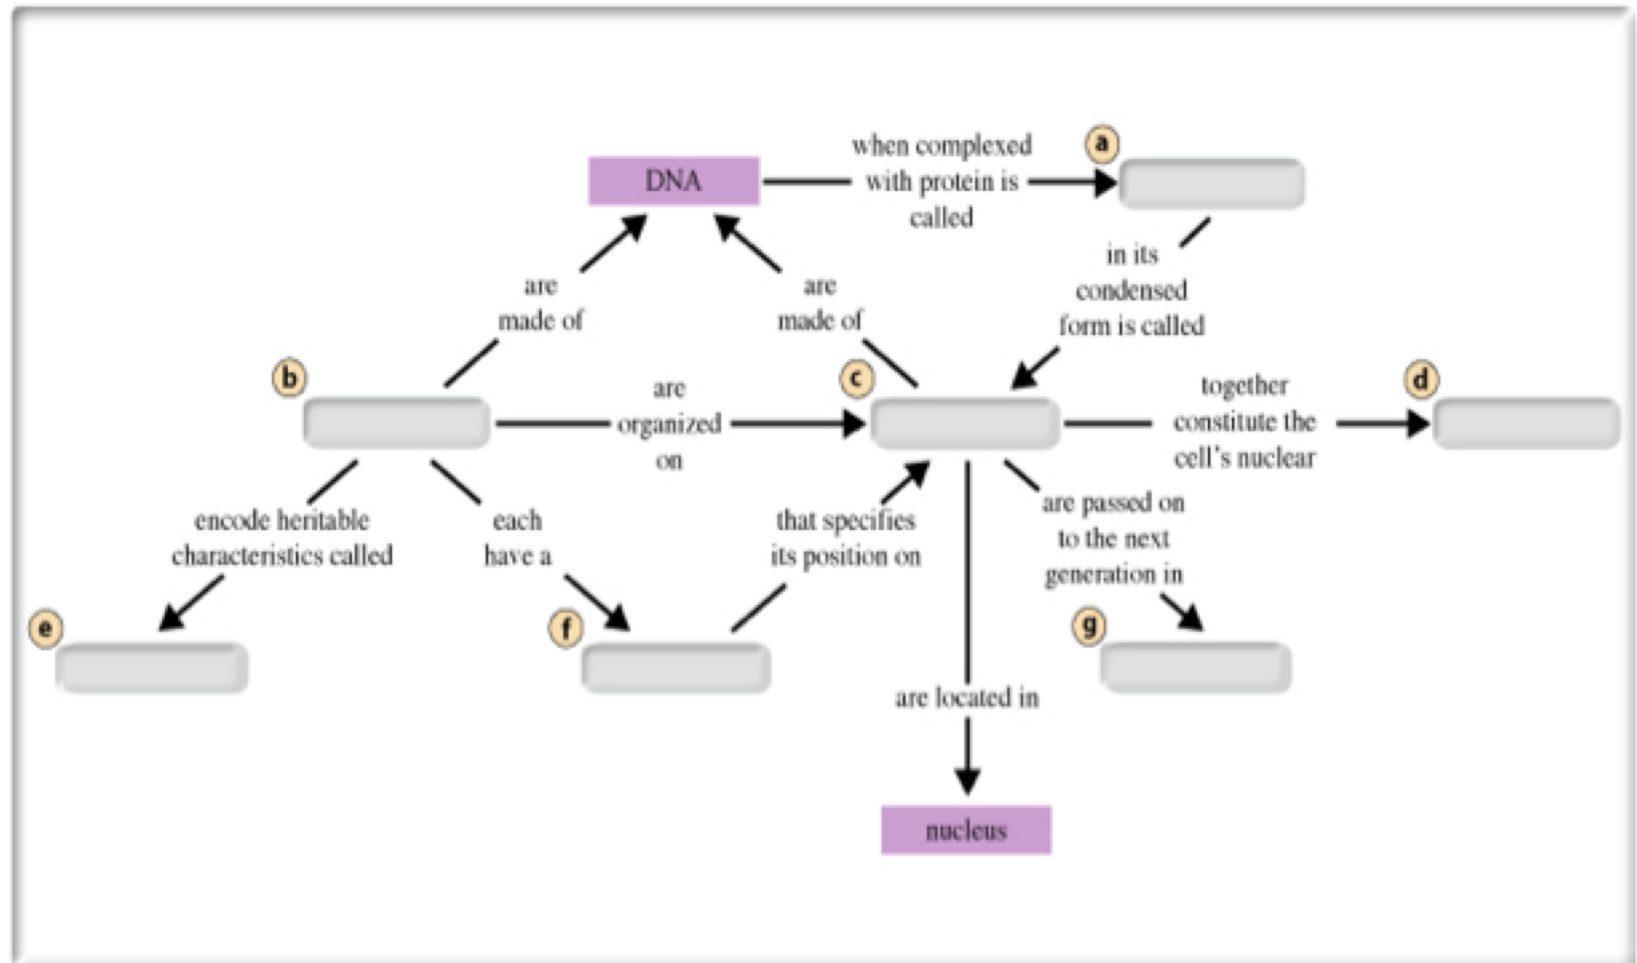 when complexed
with protein is
called
a
DNA
in its
condensed
form is called
are
made of
are
made of
b
are
organized
on
c
together
constitute the
cell's nuclear
d
encode heritable
characteristics called
each
have a
that specifies
its position on
are passed on
to the next
generation in
e
f
g
are located in
nucleus